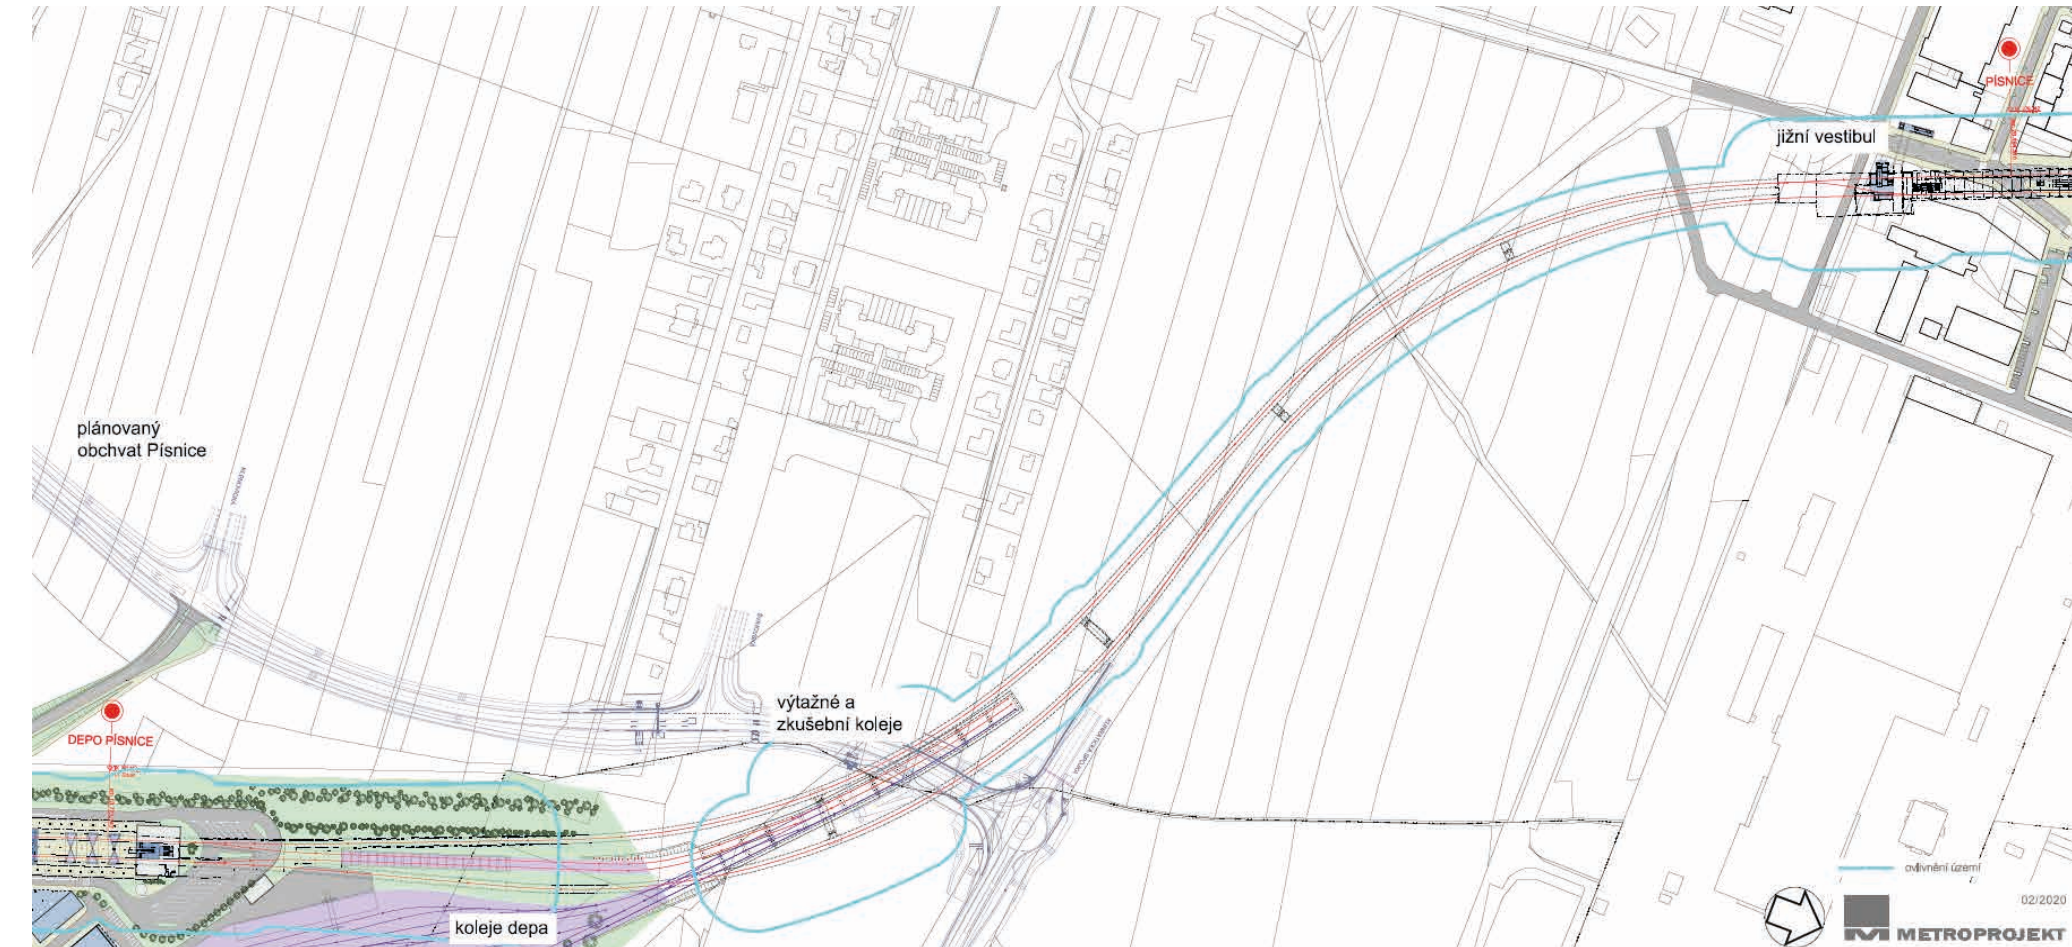 PÍSNICE
jižní vestibul
plánovaný
obchvat Písnice
výtažné a
zkušební koleje
DEPO PÍSNICE
koleje depa
ovlivnění území
02/2020
METROPROJEKT